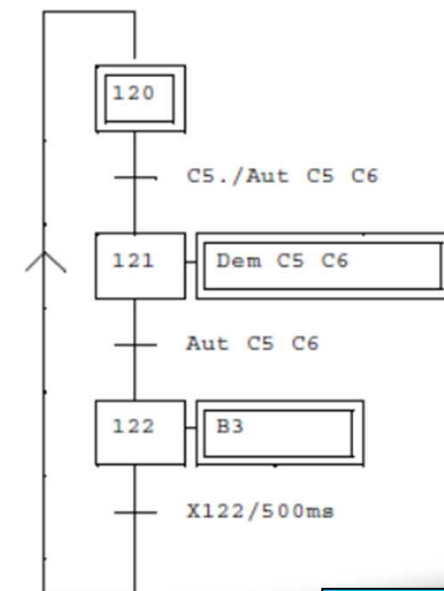 120
C5./Aut C5 C6
121
Dem C5 C6
Aut C5 C6
122
B3
X122/500ms